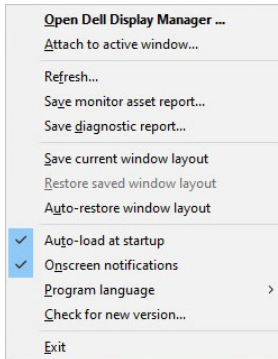 Open Dell Display Manager ...
Attach to active window...
Refresh...
Save monitor asset report...
Save diagnostic report...
Save current window layout
Restore saved window layout
Auto-restore window layout
Auto-load at startup
Onscreen notifications
Program language
Check for new version...
Exit